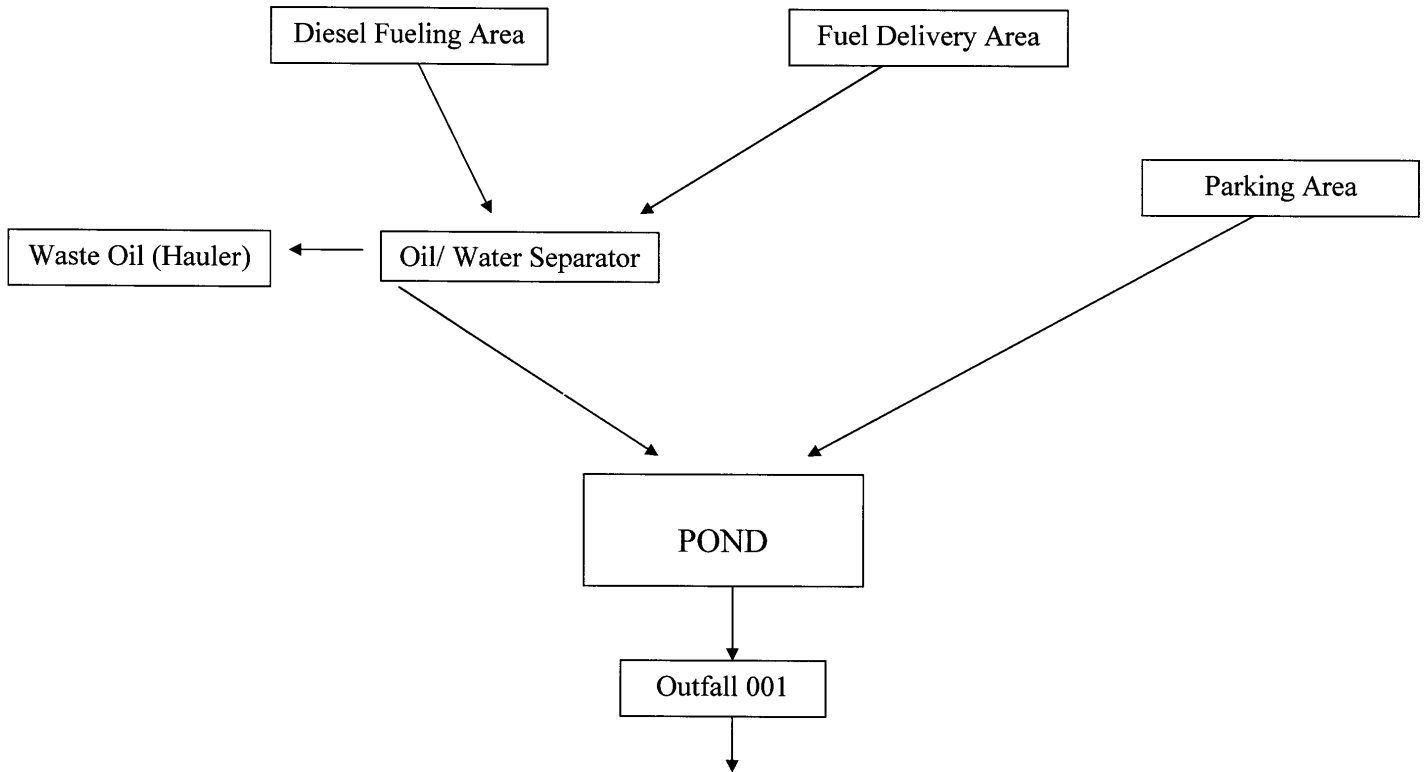 Diesel Fueling Area
Fuel Delivery Area
Parking Area
Waste Oil (Hauler)
Oil/ Water Separator
POND
Outfall 001